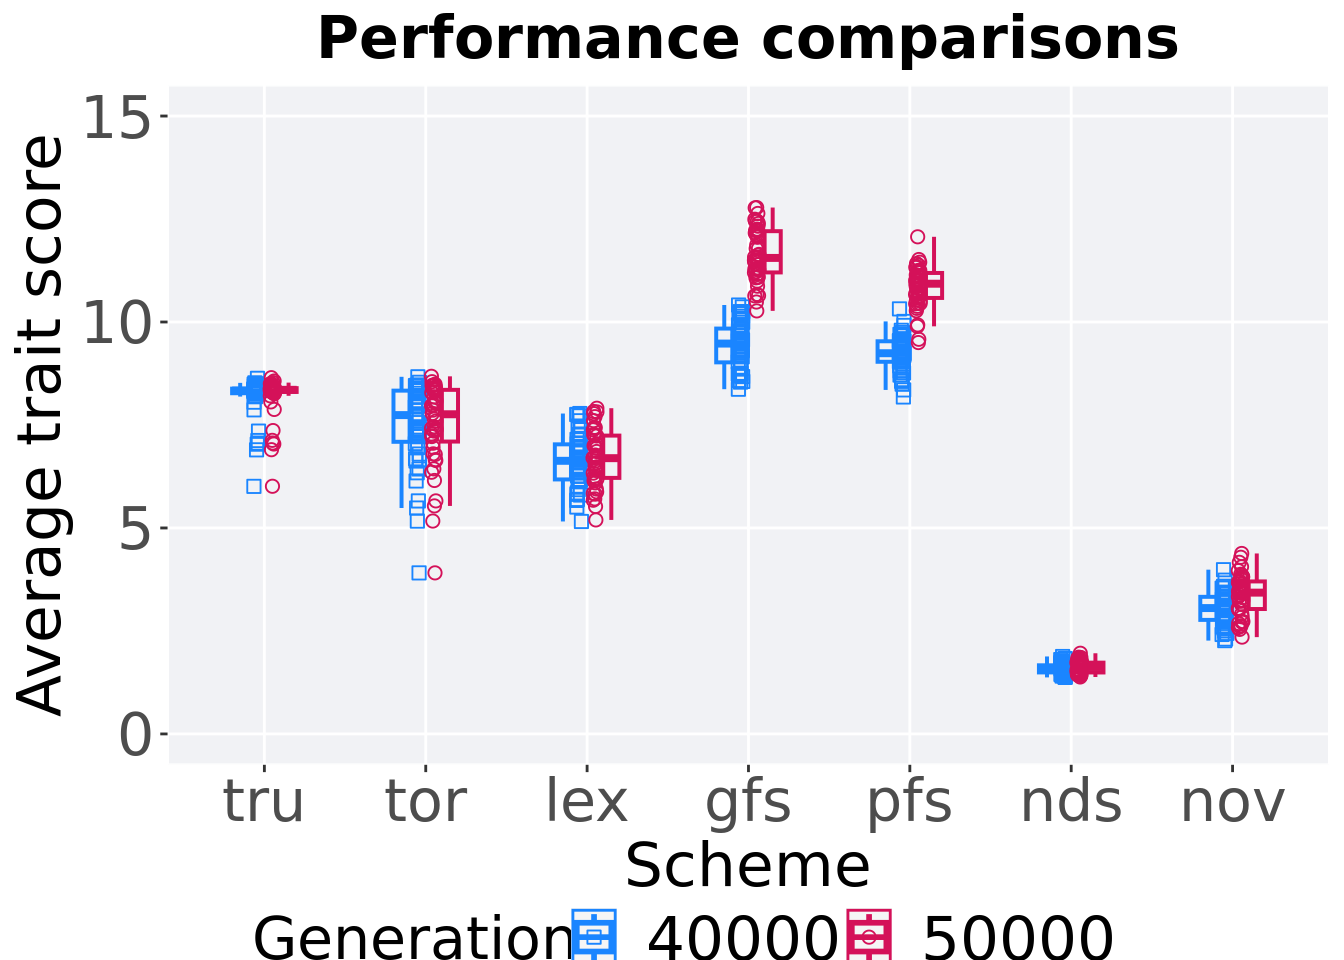 Performance comparisons
Average trait score
15
10
5
0
tru tor lex gfs pfs nds nov
Scheme
Generation 40000 50000